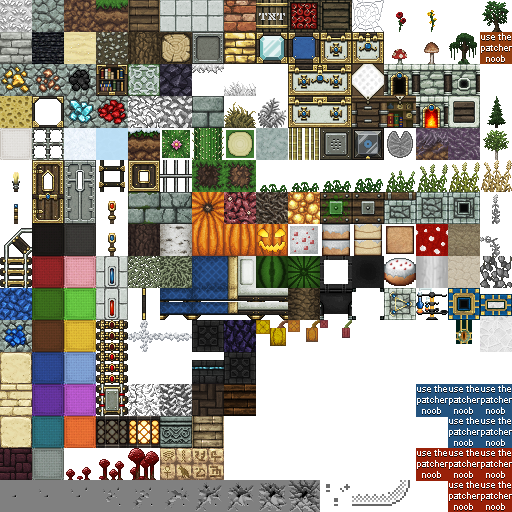 TXT
use the
patcher
noob
use the use the use the
patcher patcher patcher
noob noob noob
use the use the
patcher patcher
noob noob
use the use the use the
patcher patcher patcher
noob noob noob
use the use the
patcher patcher
noob noob